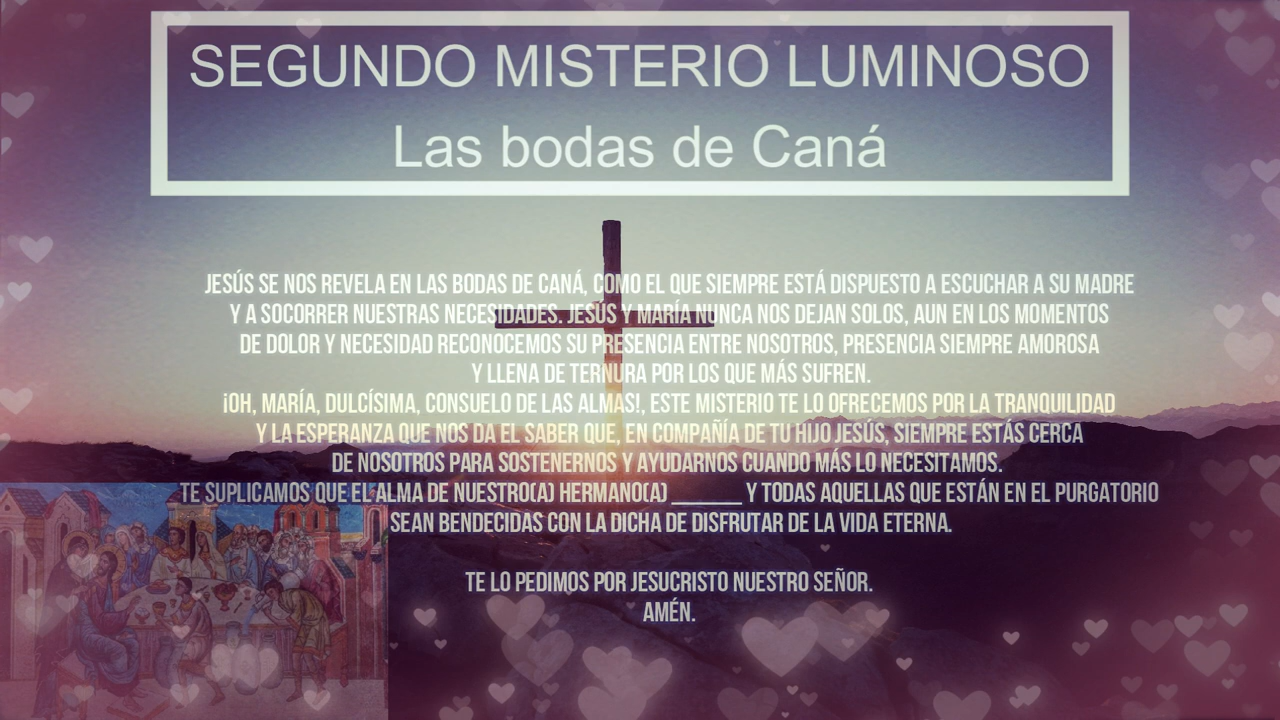 SEGUNDO MISTERIO LUMINOSO
Las bodas de Caná
JESÚS SE NOS REVELA EN LAS BODAS DE CANÁ, COMO EL QUE SIEMPRE ESTÁ DISPUESTO A ESCUCHAR A SU MADRE
Y A SOCORRER NUESTRAS NECESIDADES. JESÚS Y MARÍA NUNCA NOS DEJAN SOLOS, AUN EN LOS MOMENTOS
DE DOLOR Y NECESIDAD RECONOCEMOS SU PRESENCIA ENTRE NOSOTROS, PRESENCIA SIEMPRE AMOROSA
Y LLENA DE TERNURA POR LOS QUE MÁS SUFREN.
¡OH, MARÍA, DULCÍSIMA, CONSUELO DE LAS ALMAS!, ESTE MISTERIO TE LO OFRECEMOS POR LA TRANQUILIDAD
Y LA ESPERANZA QUE NOS DA EL SABER QUE, EN COMPAÑÍA DE TU HIJO JESÚS, SIEMPRE ESTÁS CERCA
DE NOSOTROS PARA SOSTENERNOS Y AYUDARNOS CUANDO MÁS LO NECESITAMOS.
TE SUPLICAMOS QUE EL ALMA DE NUESTRO(A) HERMANO(A) ______ Y TODAS AQUELLAS QUE ESTÁN EN EL PURGATORIO
SEAN BENDECIDAS CON LA DICHA DE DISFRUTAR DE LA VIDA ETERNA.
TE LO PEDIMOS POR JESUCRISTO NUESTRO SEÑOR.
AMÉN.